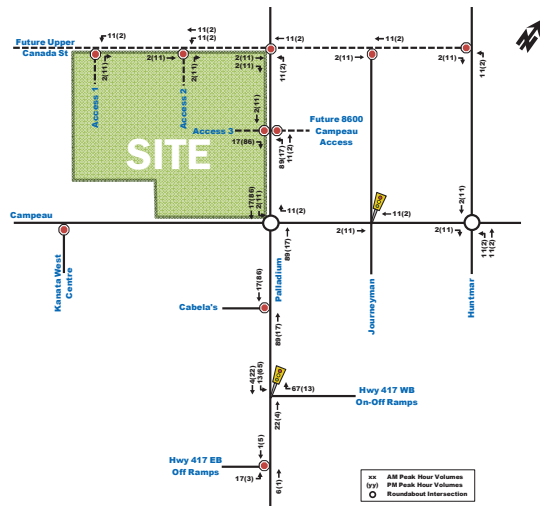 11(2)
11(2)
11(2)
11(2)
11(2)
11(2)
Future Upper
Canada St
2(11)
2(11)
2(11)
2(11)
2(11)
2(11)
2(11)
2(11)
11(2)
11(2)
Access 1
Access 2
2(11)
Access 3
Future 8600
Campeau
Access
SITE
17(86)
89(17)
11(2)
17(86)
2(11)
2(11)
Campeau
11(2)
11(2)
89(17)
2(11)
2(11)
11(2)
11(2)
Kanata West
Centre
Palladium
Journeyman
Huntmar
17(86)
Cabela's
89(17)
4(22)
13(65)
67(13)
Hwy 417 WB
On-Off Ramps
22(4)
1(5)
Hwy 417 EB
Off Ramps
17(3)
6(1)
xx AM Peak Hour Volumes
(yy) PM Peak Hour Volumes
Roundabout Intersection